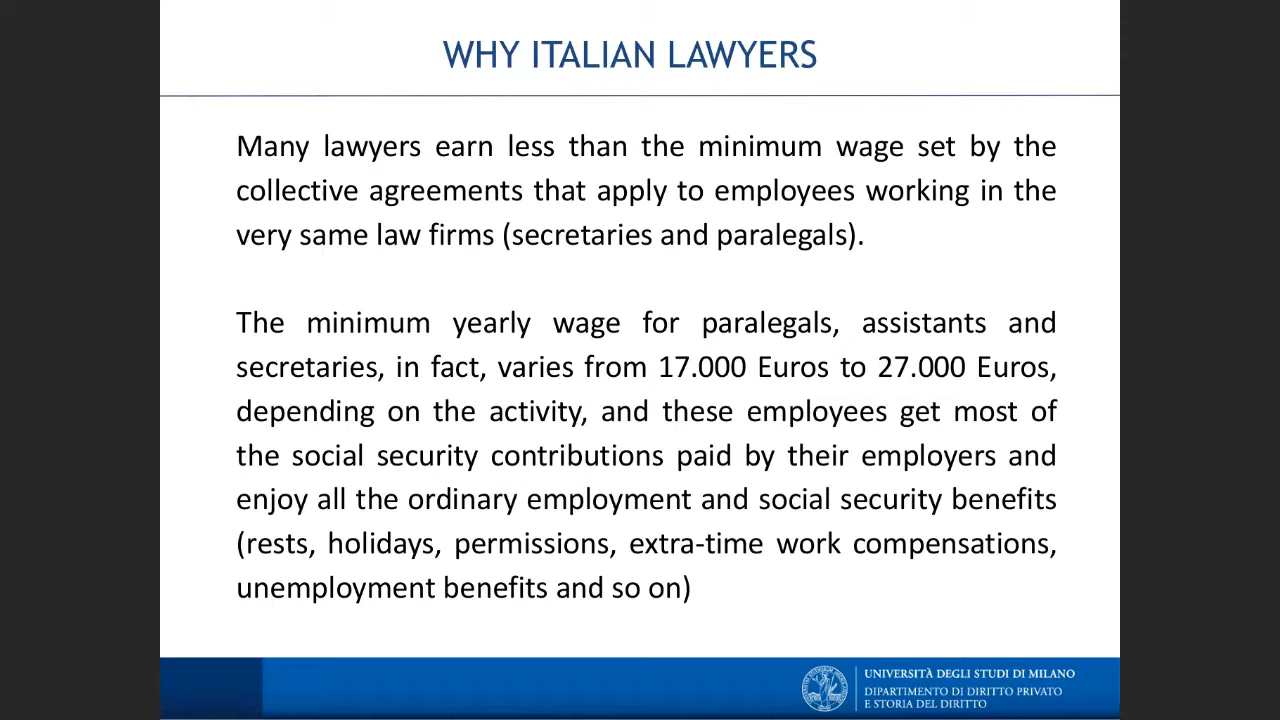 WHY ITALIAN LAWYERS
Many lawyers earn less than the minimum wage set by the
collective agreements that apply to employees working in the
very same law firms (secretaries and paralegals).
The minimum yearly wage for paralegals, assistants and
secretaries, in fact, varies from 17.000 Euros to 27.000 Euros,
depending on the activity, and these employees get most of
the social security contributions paid by their employers and
enjoy all the ordinary employment and social security benefits
(rests, holidays, permissions, extra-time work compensations,
unemployment benefits and so on)
UNIVERSITÀ DEGLI STUDI DI MILANO
DIPARTIMENTO DI DIRITTO PRIVATO
E STORIA DEL DIRITTO